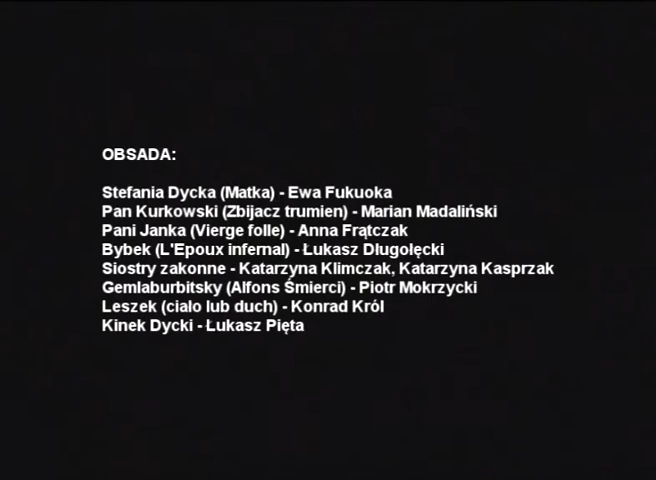 OBSADA:
Stefania Dycka (Matka) - Ewa Fukuoka
Pan Kurkowski (Zbijacz trumien) - Marian Madaliński
Pani Janka (Vierge folle) - Anna Frątczak
Bybek (L'Epoux infernal) - Łukasz Dlugołęcki
Siostry zakonne - Katarzyna Klimczak, Katarzyna Kasprzak
Gemlaburbitsky (Alfons Śmierci) - Piotr Mokrzycki
Leszek (cialo lub duch) - Konrad Król
Kinek Dycki - Łukasz Pięta